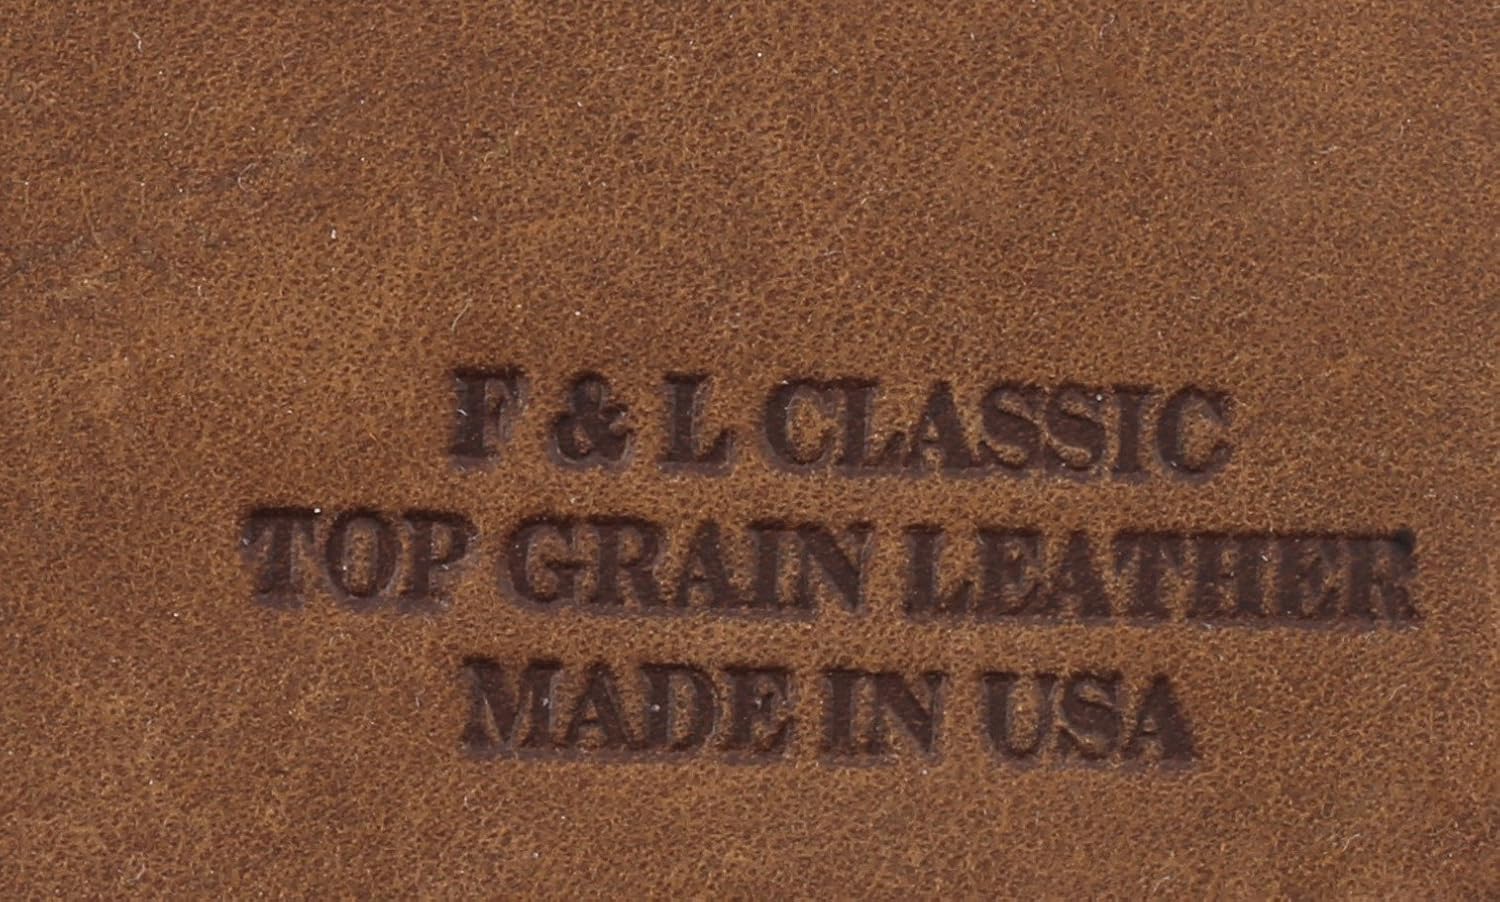 F & L CLASSIC
TOP GRAIN LEATHER
MADE IN USA